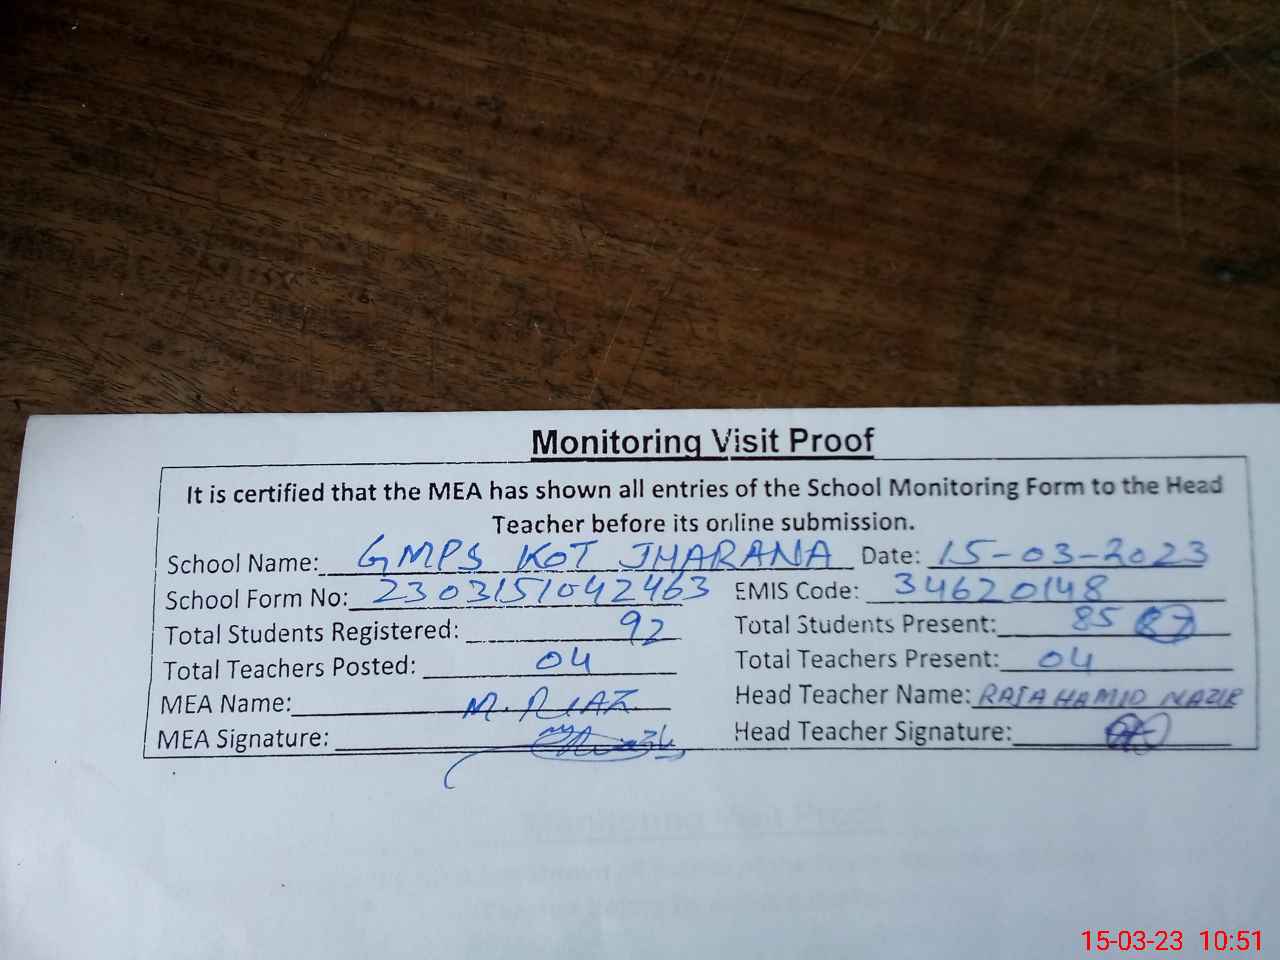 Monitoring Visit Proof
It is certified that the MEA has shown all entries of the School Monitoring Form to the Head
Teacher before its online submission.
School Name: GMPS KOT JHARANA Date: 15-03-2023
School Form No: 2303151042463 EMIS Code: 34620148
Total Students Registered: 92 Total Students Present: 85
Total Teachers Posted: 04 Total Teachers Present: 04
MEA Name: M. RIAZ Head Teacher Name: RAJA HAMID NAZIR
MEA Signature: Head Teacher Signature:
15-03-23 10:51